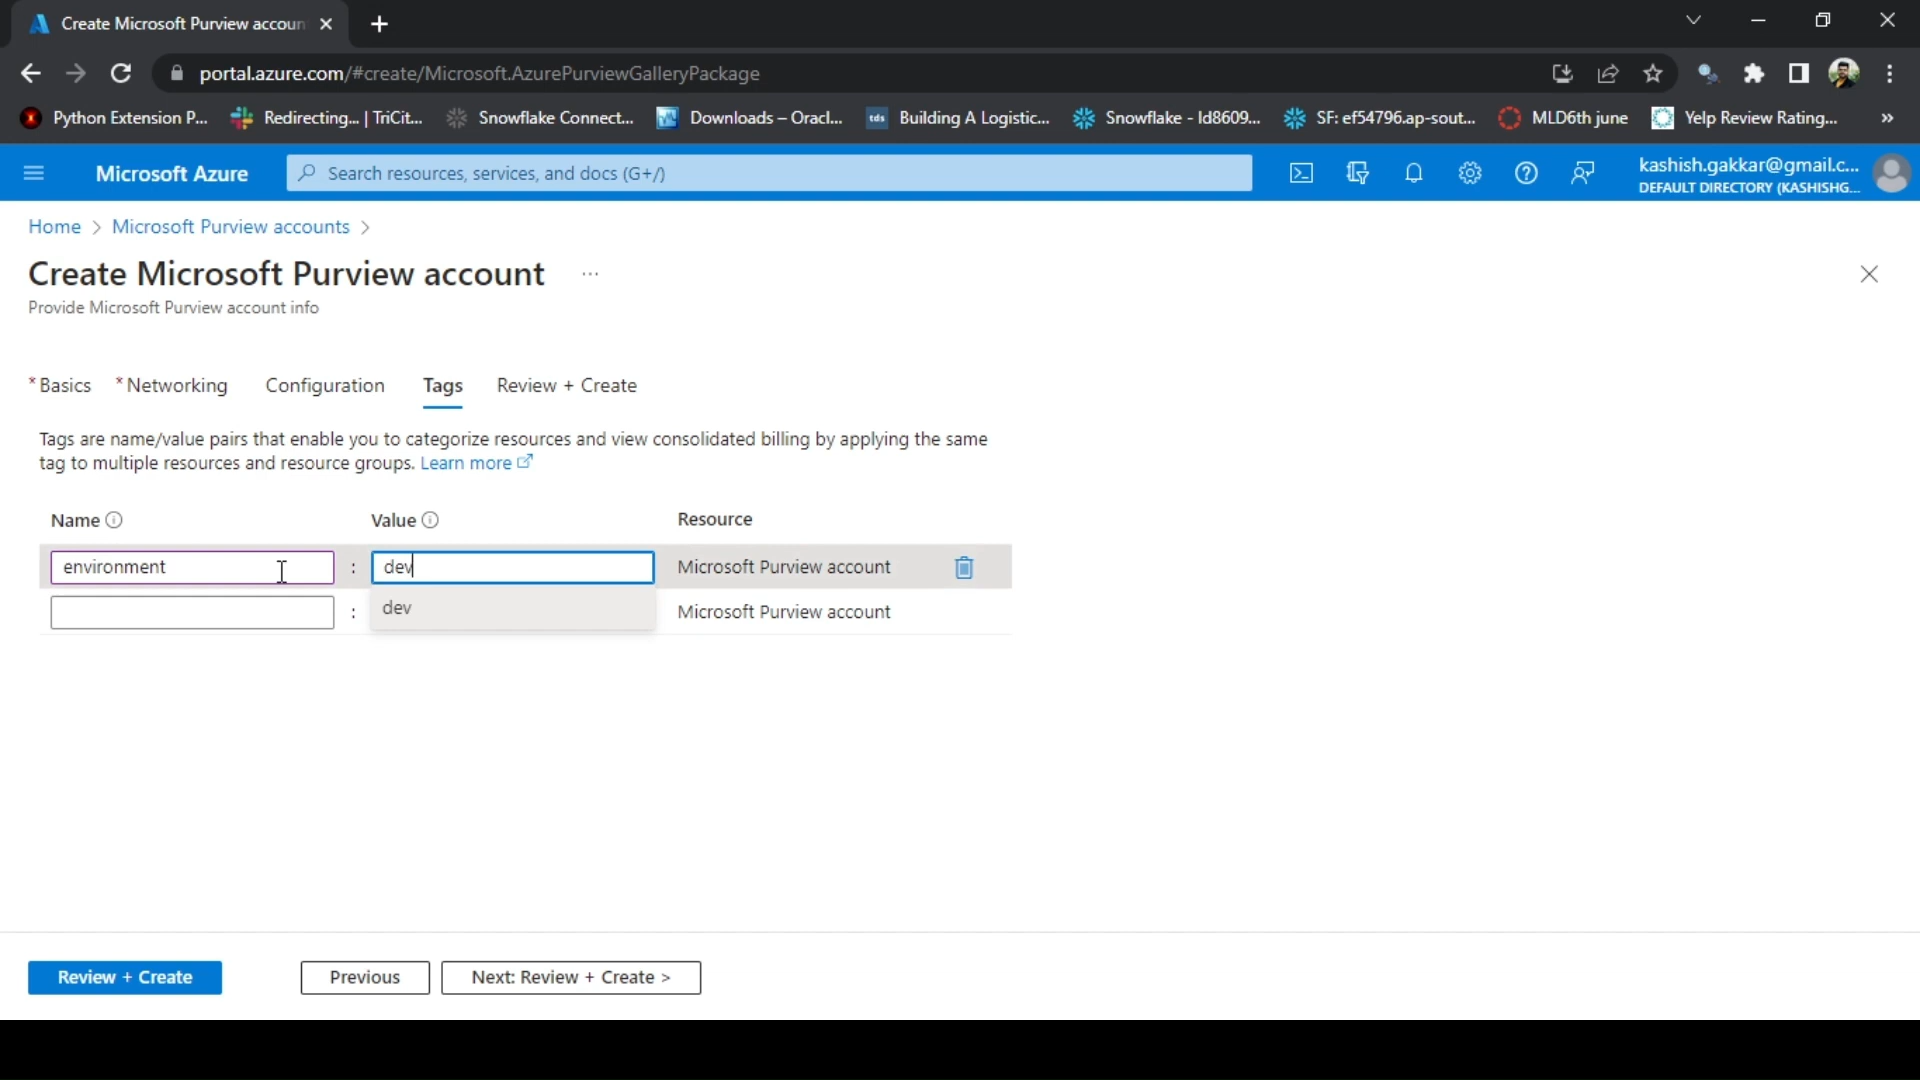 Create Microsoft Purview accoun
portal.azure.com/#create/Microsoft.AzurePurviewGalleryPackage
Python Extension P... Redirecting... | TriCit... Snowflake Connect... Downloads – Oracl... tds Building A Logistic... Snowflake - Id8609... SF: ef54796.ap-sout... MLD6th june Yelp Review Rating... »
Microsoft Azure Search resources, services, and docs (G+/) kashish.gakkar@gmail.c...
DEFAULT DIRECTORY (KASHISHG...
Home > Microsoft Purview accounts >
Create Microsoft Purview account ...
Provide Microsoft Purview account info
* Basics * Networking Configuration Tags Review + Create
Tags are name/value pairs that enable you to categorize resources and view consolidated billing by applying the same
tag to multiple resources and resource groups. Learn more
Name Value Resource
environment : dev Microsoft Purview account
: dev Microsoft Purview account
Review + Create Previous Next: Review + Create >